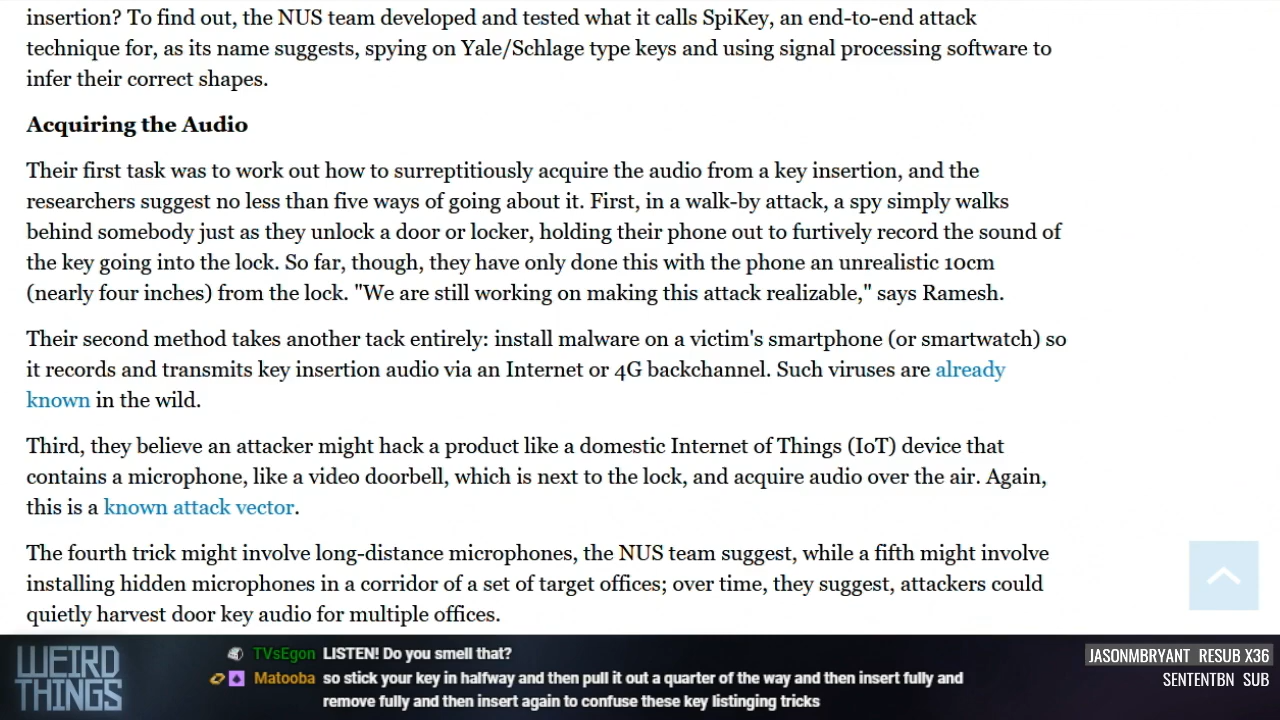 insertion? To find out, the NUS team developed and tested what it calls SpiKey, an end-to-end attack
technique for, as its name suggests, spying on Yale/Schlage type keys and using signal processing software to
infer their correct shapes.
Acquiring the Audio
Their first task was to work out how to surreptitiously acquire the audio from a key insertion, and the
researchers suggest no less than five ways of going about it. First, in a walk-by attack, a spy simply walks
behind somebody just as they unlock a door or locker, holding their phone out to furtively record the sound of
the key going into the lock. So far, though, they have only done this with the phone an unrealistic 10cm
(nearly four inches) from the lock. "We are still working on making this attack realizable," says Ramesh.
Their second method takes another tack entirely: install malware on a victim's smartphone (or smartwatch) so
it records and transmits key insertion audio via an Internet or 4G backchannel. Such viruses are already
known in the wild.
Third, they believe an attacker might hack a product like a domestic Internet of Things (IoT) device that
contains a microphone, like a video doorbell, which is next to the lock, and acquire audio over the air. Again,
this is a known attack vector.
The fourth trick might involve long-distance microphones, the NUS team suggest, while a fifth might involve
installing hidden microphones in a corridor of a set of target offices; over time, they suggest, attackers could
quietly harvest door key audio for multiple offices.
WEIRD
THINGS
TVsEgon LISTEN! Do you smell that?
Matooba so stick your key in halfway and then pull it out a quarter of the way and then insert fully and
remove fully and then insert again to confuse these key listinging tricks
JASONMBRYANT RESUB X36
SENTENTBN SUB